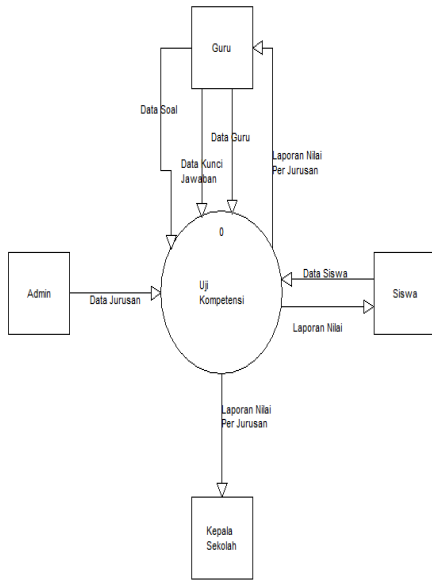 Guru
Data Soal
Data Guru
Data Kunci
Jawaban
Laporan Nilai
Per Jurusan
0
Uji
Kompetensi
Admin
Data Jurusan
Data Siswa
Siswa
Laporan Nilai
Laporan Nilai
Per Jurusan
Kepala
Sekolah